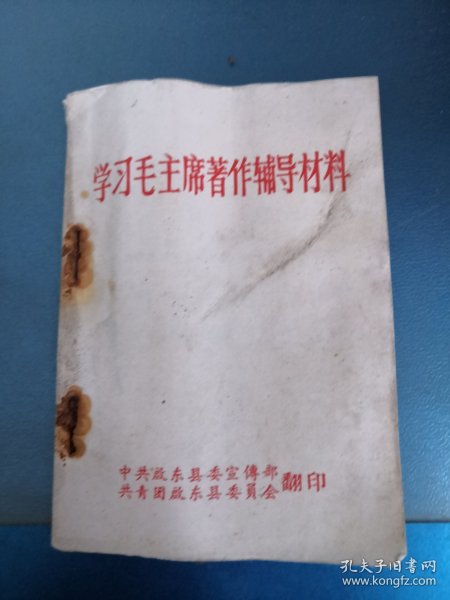 学习毛主席著作辅导材料
中共啟东县委宣傳部
共青团啟东县委員会 翻印
孔夫子旧书网
www.kongfz.com